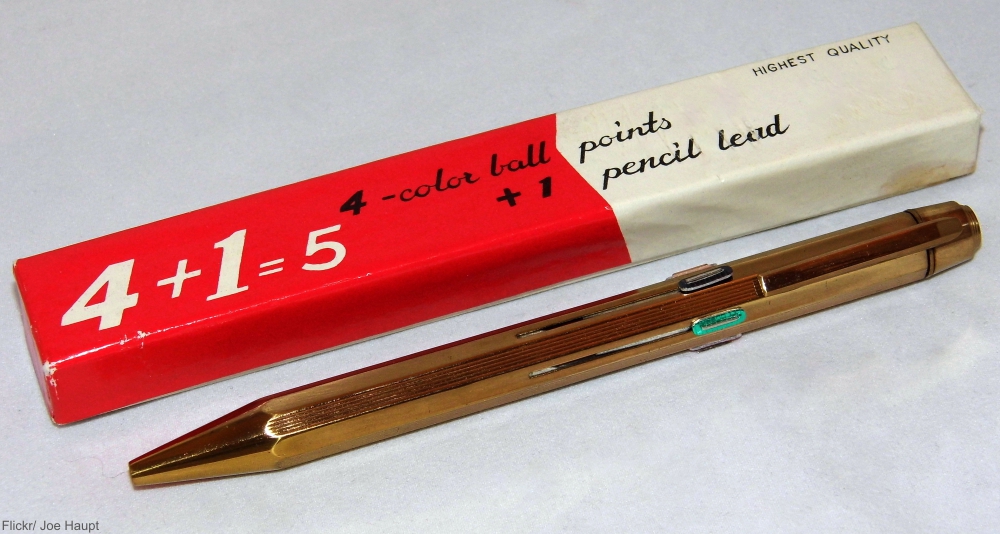 HIGHEST QUALITY
4-color ball points
+ 1 pencil lead
4+1=5
Flickr/ Joe Haupt